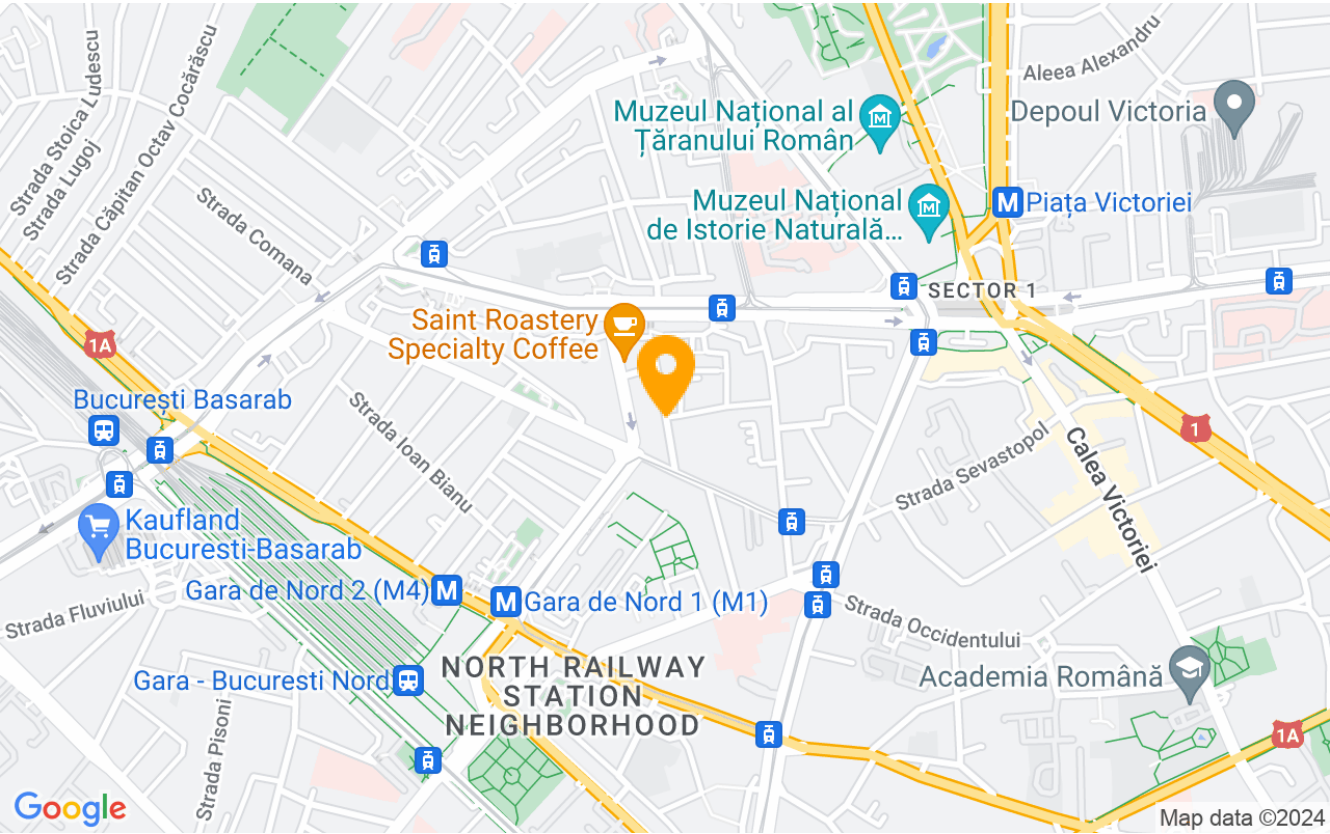 Strada Stoica Ludescu
Strada Lugoj
Strada Căpitan Octav Cocărăscu
Strada Comana
Muzeul Național al
Țăranului Român
Aleea Alexandru
Depoul Victoria
Muzeul Național
de Istorie Naturală...
M
Piața Victoriei
SECTOR 1
1A
Saint Roastery
Specialty Coffee
București Basarab
Strada Ioan Bianu
1
Calea Victoriei
Strada Sevastopol
Kaufland
Bucuresti-Basarab
Gara de Nord 2 (M4)
M
M
Gara de Nord 1 (M1)
Strada Fluviului
Strada Occidentului
Gara - Bucuresti Nord
NORTH RAILWAY
STATION
NEIGHBORHOOD
Academia Română
Strada Pisoni
1A
Google
Map data ©2024